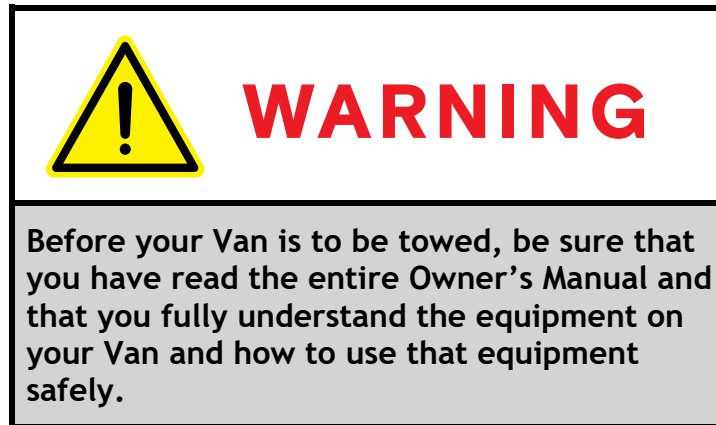 WARNING
Before your Van is to be towed, be sure that
you have read the entire Owner’s Manual and
that you fully understand the equipment on
your Van and how to use that equipment
safely.